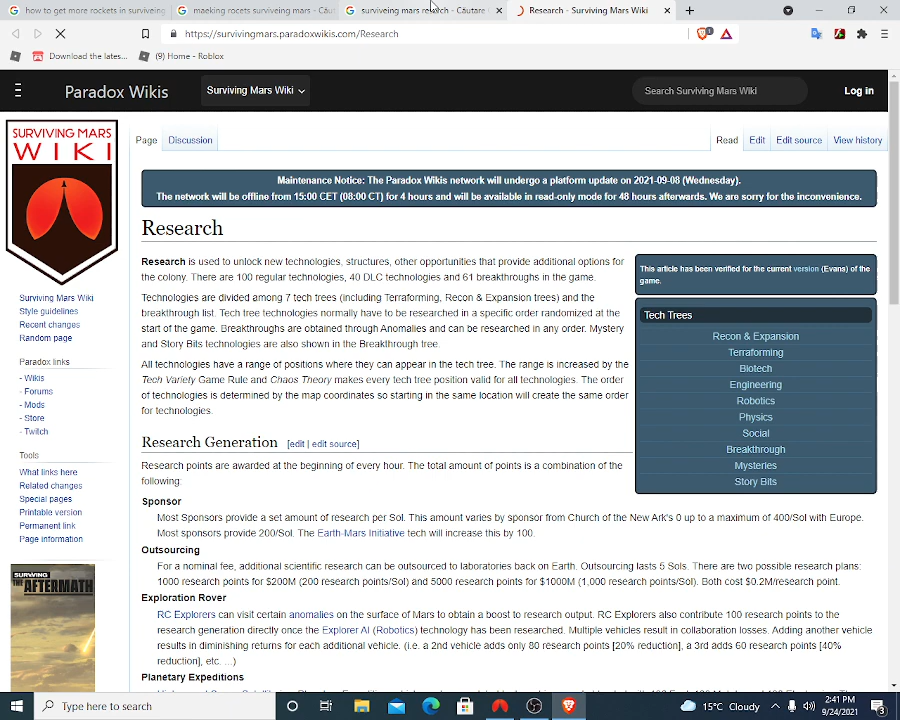 how to get more rockets in surviveing
maeking rocets surviveing mars - Cău
surviveing mars re ch - Căutare
Research - Surviving Mars Wiki
https://survivingmars.paradoxwikis.com/Research
Download the lates...
(9) Home - Roblox
Paradox Wikis
Surviving Mars Wiki
Search Surviving Mars Wiki
Log in
SURVIVING MARS
WIKI
Page
Discussion
Read
Edit
Edit source
View history
Maintenance Notice: The Paradox Wikis network will undergo a platform update on 2021-09-08 (Wednesday).
The network will be offline from 15:00 CET (08:00 CT) for 4 hours and will be available in read-only mode for 48 hours afterwards. We are sorry for the inconvenience.
Research
Research is used to unlock new technologies, structures, other opportunities that provide additional options for
the colony. There are 100 regular technologies, 40 DLC technologies and 61 breakthroughs in the game.
Technologies are divided among 7 tech trees (including Terraforming, Recon & Expansion trees) and the
breakthrough list. Tech tree technologies normally have to be researched in a specific order randomized at the
start of the game. Breakthroughs are obtained through Anomalies and can be researched in any order. Mystery
and Story Bits technologies are also shown in the Breakthrough tree.
All technologies have a range of positions where they can appear in the tech tree. The range is increased by the
Tech Variety Game Rule and Chaos Theory makes every tech tree position valid for all technologies. The order
of technologies is determined by the map coordinates so starting in the same location will create the same order
for technologies.
This article has been verified for the current version (Evans) of the
game.
Tech Trees
Recon & Expansion
Terraforming
Biotech
Engineering
Robotics
Physics
Social
Breakthrough
Mysteries
Story Bits
Research Generation [edit | edit source]
Research points are awarded at the beginning of every hour. The total amount of points is a combination of the
following:
Sponsor
Most Sponsors provide a set amount of research per Sol. This amount varies by sponsor from Church of the New Ark's 0 up to a maximum of 400/Sol with Europe.
Most sponsors provide 200/Sol. The Earth-Mars Initiative tech will increase this by 100.
Outsourcing
For a nominal fee, additional scientific research can be outsourced to laboratories back on Earth. Outsourcing lasts 5 Sols. There are two possible research plans:
1000 research points for $200M (200 research points/Sol) and 5000 research points for $1000M (1,000 research points/Sol). Both cost $0.2M/research point.
Exploration Rover
RC Explorers can visit certain anomalies on the surface of Mars to obtain a boost to research output. RC Explorers also contribute 100 research points to the
research generation directly once the Explorer AI (Robotics) technology has been researched. Multiple vehicles result in collaboration losses. Adding another vehicle
results in diminishing returns for each additional vehicle. (i.e. a 2nd vehicle adds only 80 research points [20% reduction], a 3rd adds 60 research points [40%
reduction], etc. ...)
Planetary Expeditions
Surviving Mars Wiki
Style guidelines
Recent changes
Random page
Paradox links
- Wikis
- Forums
- Mods
- Store
- Twitch
Tools
What links here
Related changes
Special pages
Printable version
Permanent link
Page information
SURVIVING
THE AFTERMATH
Type here to search
15°C Cloudy
2:41 PM
9/24/2021
3